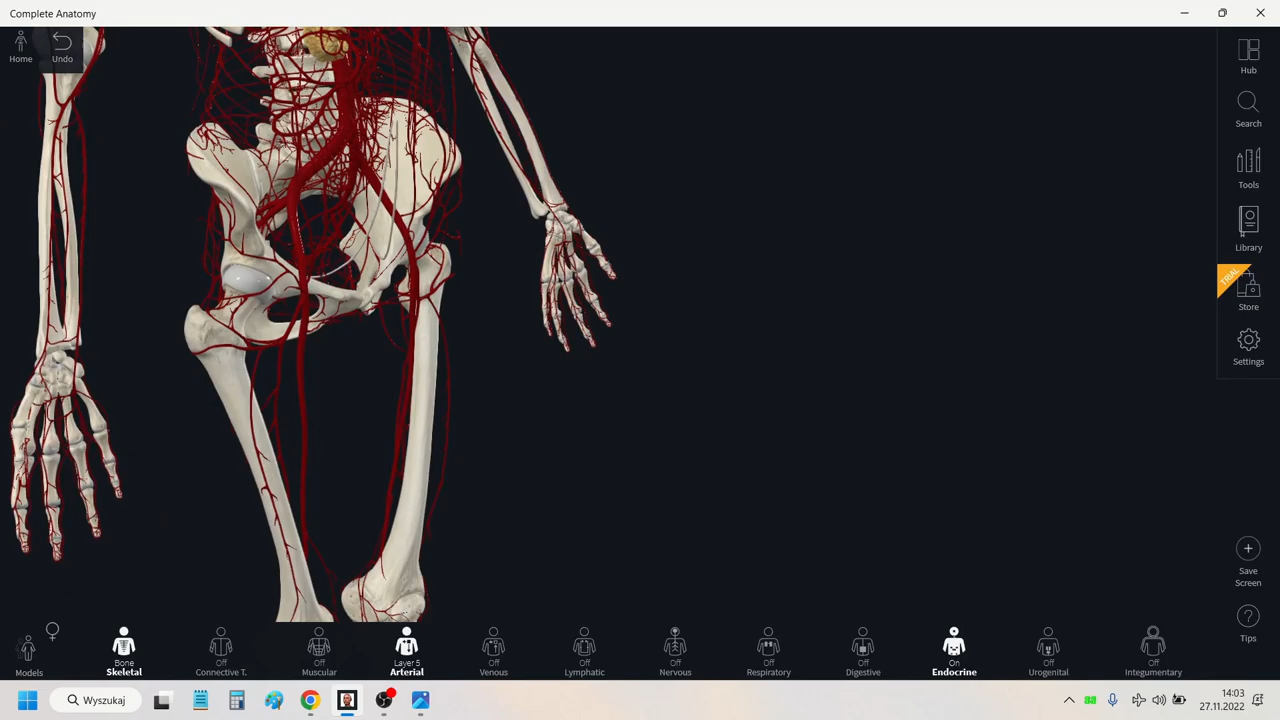 Complete Anatomy
Home
Undo
Hub
Search
Tools
Library
TRIAL
Store
Settings
+
Save
Screen
?
Tips
Models
Bone
Skeletal
Off
Connective T.
Off
Muscular
Layer 5
Arterial
Off
Venous
Off
Lymphatic
Off
Nervous
Off
Respiratory
Off
Digestive
On
Endocrine
Off
Urogenital
Off
Integumentary
Wyszukaj
14:03
27.11.2022